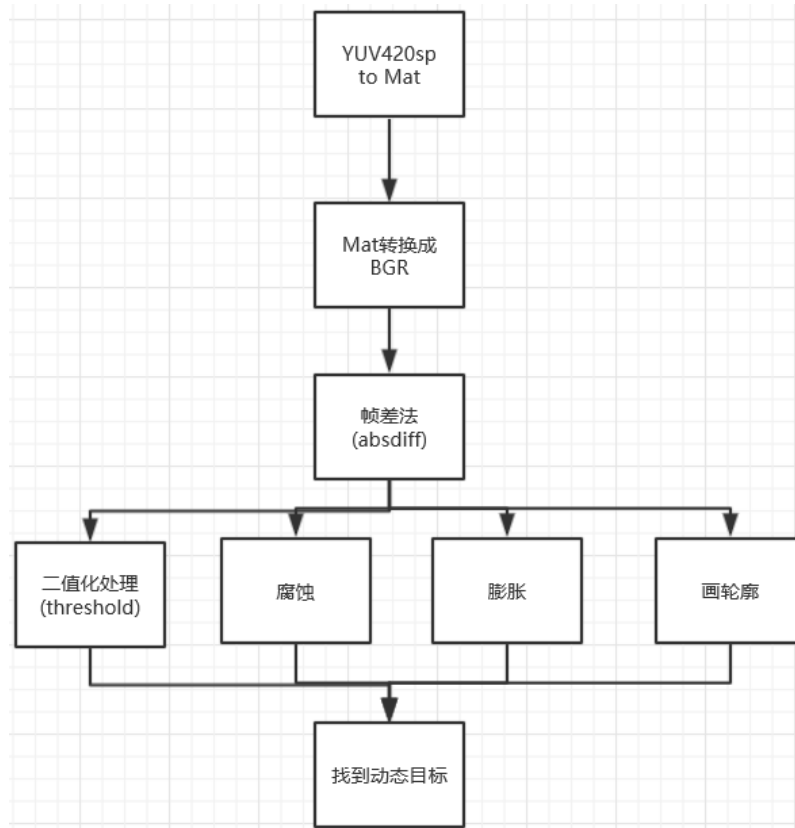 YUV420sp
to Mat
Mat转换成
BGR
帧差法
(absdiff)
二值化处理
(threshold)
腐蚀
膨胀
画轮廓
找到动态目标